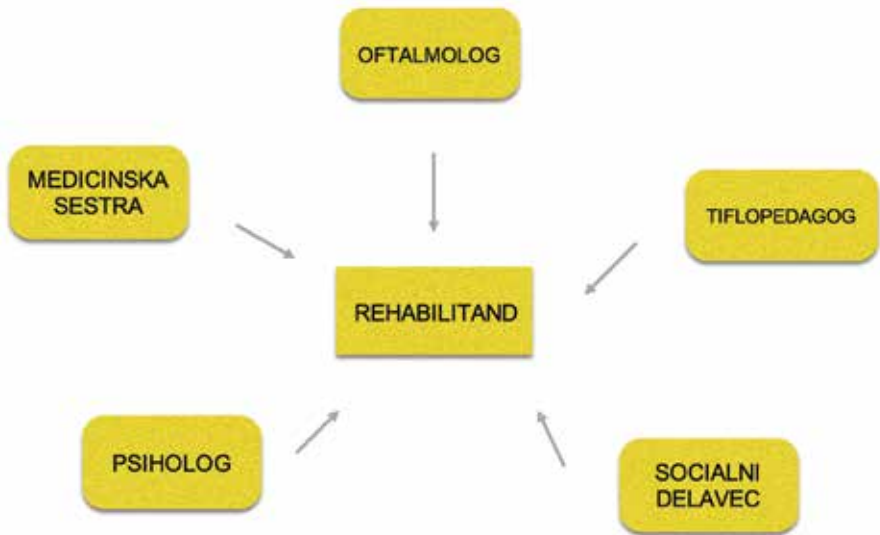 OFTALMOLOG
MEDICINSKA
SESTRA
TIFLOPEDAGOG
REHABILITAND
PSIHOLOG
SOCIALNI
DELAVEC